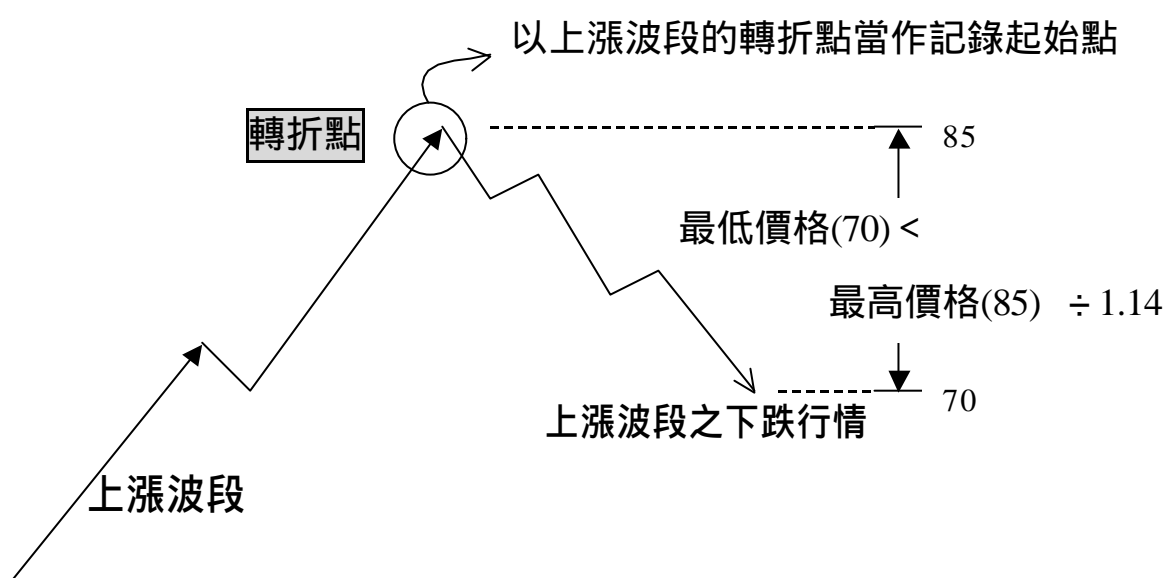 以上漲波段的轉折點當作記錄起始點
轉折點
85
最低價格(70) <
最高價格(85) ÷ 1.14
70
上漲波段之下跌行情
上漲波段